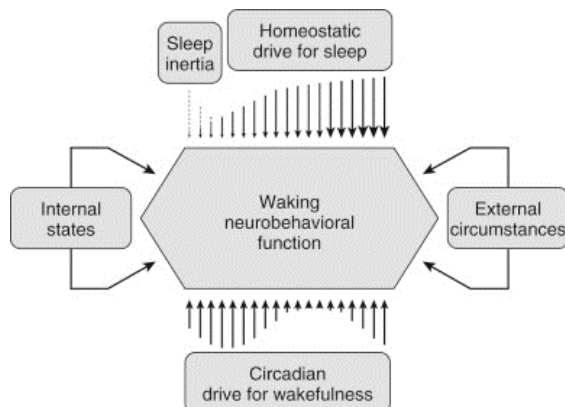 Sleep
inertia
Homeostatic
drive for sleep
Internal
states
Waking
neurobehavioral
function
External
circumstances
Circadian
drive for wakefulness